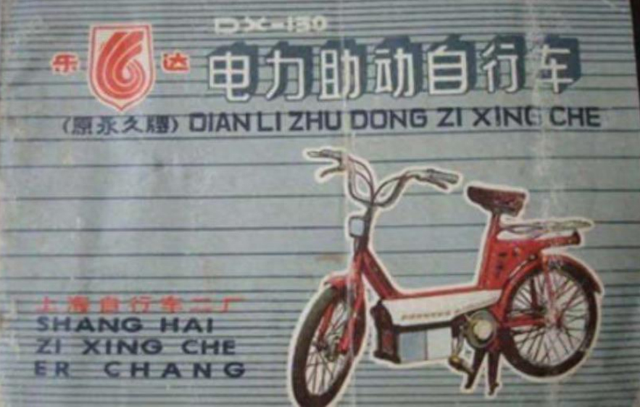 DX-130
乐达 电力助动自行车
(原永久牌) DIAN LI ZHU DONG ZI XING CHE
上海自行车二厂
SHANG HAI
ZI XING CHE
ER CHANG